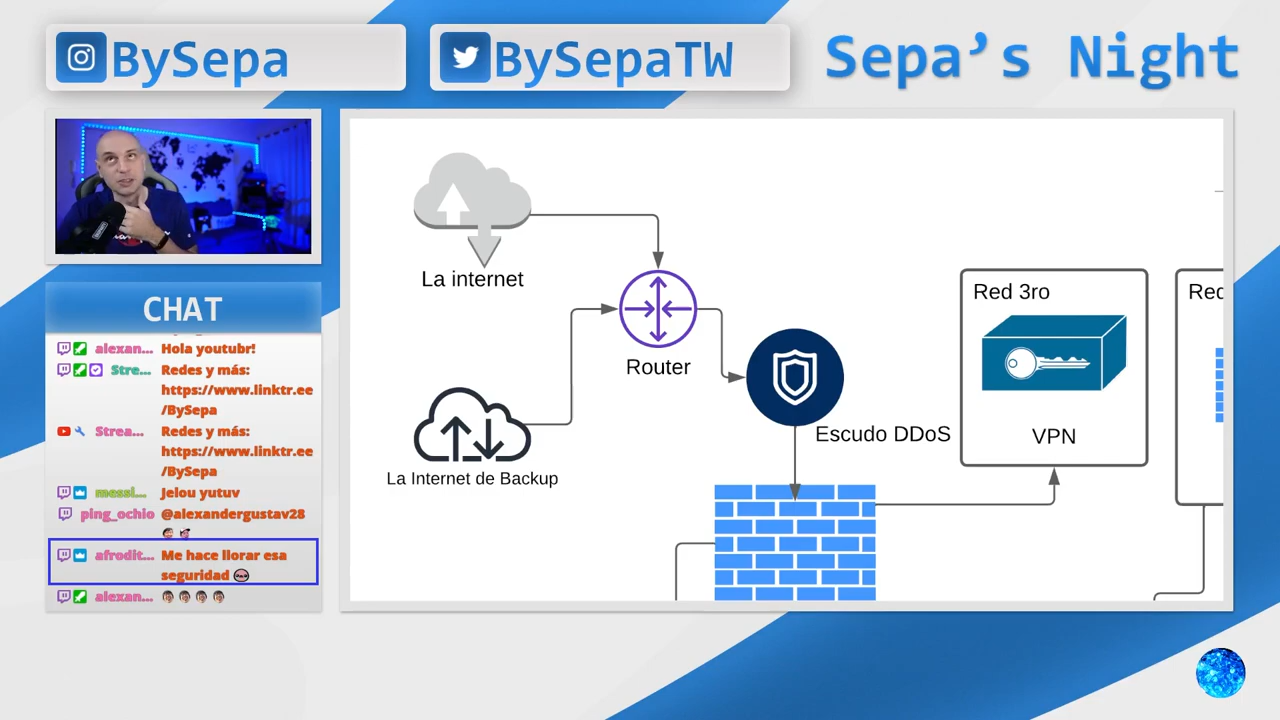 BySepa
BySepaTW
Sepa's Night
CHAT
alexan... Hola youtubr!
Stre... Redes y más:
https://www.linktr.ee
/BySepa
Strea... Redes y más:
https://www.linktr.ee
/BySepa
messi... Jelou yutuv
ping_ochio @alexandergustav28
afrodit... Me hace llorar esa
seguridad
alexan...
La internet
Router
La Internet de Backup
Escudo DDoS
Red 3ro
VPN
Red